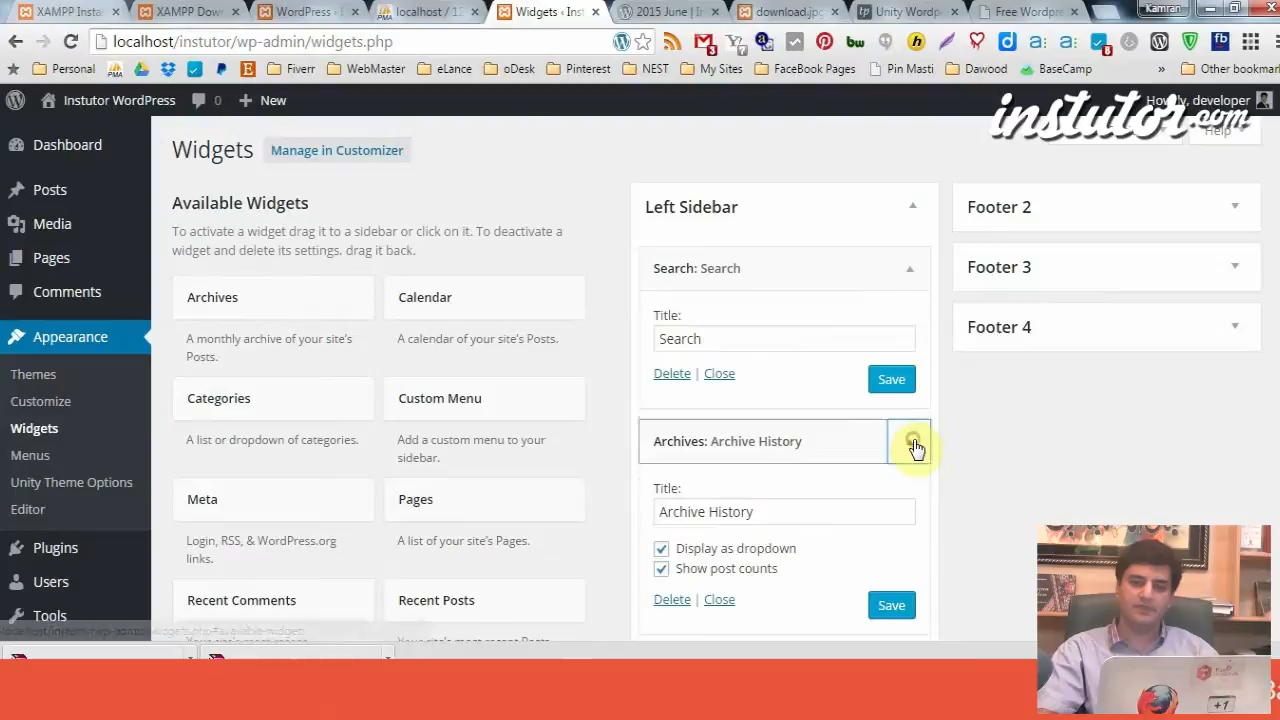 XAMPP Insta
XAMPP Dow
WordPress ‹
localhost / 12
Widgets ‹ Inst
2015 June | In
download.jpg
Unity Wordp
Free Wordpre
Kamran
localhost/instutor/wp-admin/widgets.php
Personal
Fiverr
WebMaster
eLance
oDesk
Pinterest
NEST
My Sites
FaceBook Pages
Pin Masti
Dawood
BaseCamp
»
Other bookmar
Instutor WordPress
0
New
Howdy, developer
instutor.com
Help
Dashboard
Posts
Media
Pages
Comments
Appearance
Themes
Customize
Widgets
Menus
Unity Theme Options
Editor
Plugins
Users
Tools
Widgets
Manage in Customizer
Available Widgets
To activate a widget drag it to a sidebar or click on it. To deactivate a
widget and delete its settings, drag it back.
Archives
A monthly archive of your site's
Posts.
Calendar
A calendar of your site's Posts.
Categories
A list or dropdown of categories.
Custom Menu
Add a custom menu to your
sidebar.
Meta
Login, RSS, & WordPress.org
links.
Pages
A list of your site's Pages.
Recent Comments
Recent Posts
Left Sidebar
Search: Search
Title:
Search
Delete | Close
Save
Archives: Archive History
Title:
Archive History
Display as dropdown
Show post counts
Delete | Close
Save
Footer 2
Footer 3
Footer 4
+1